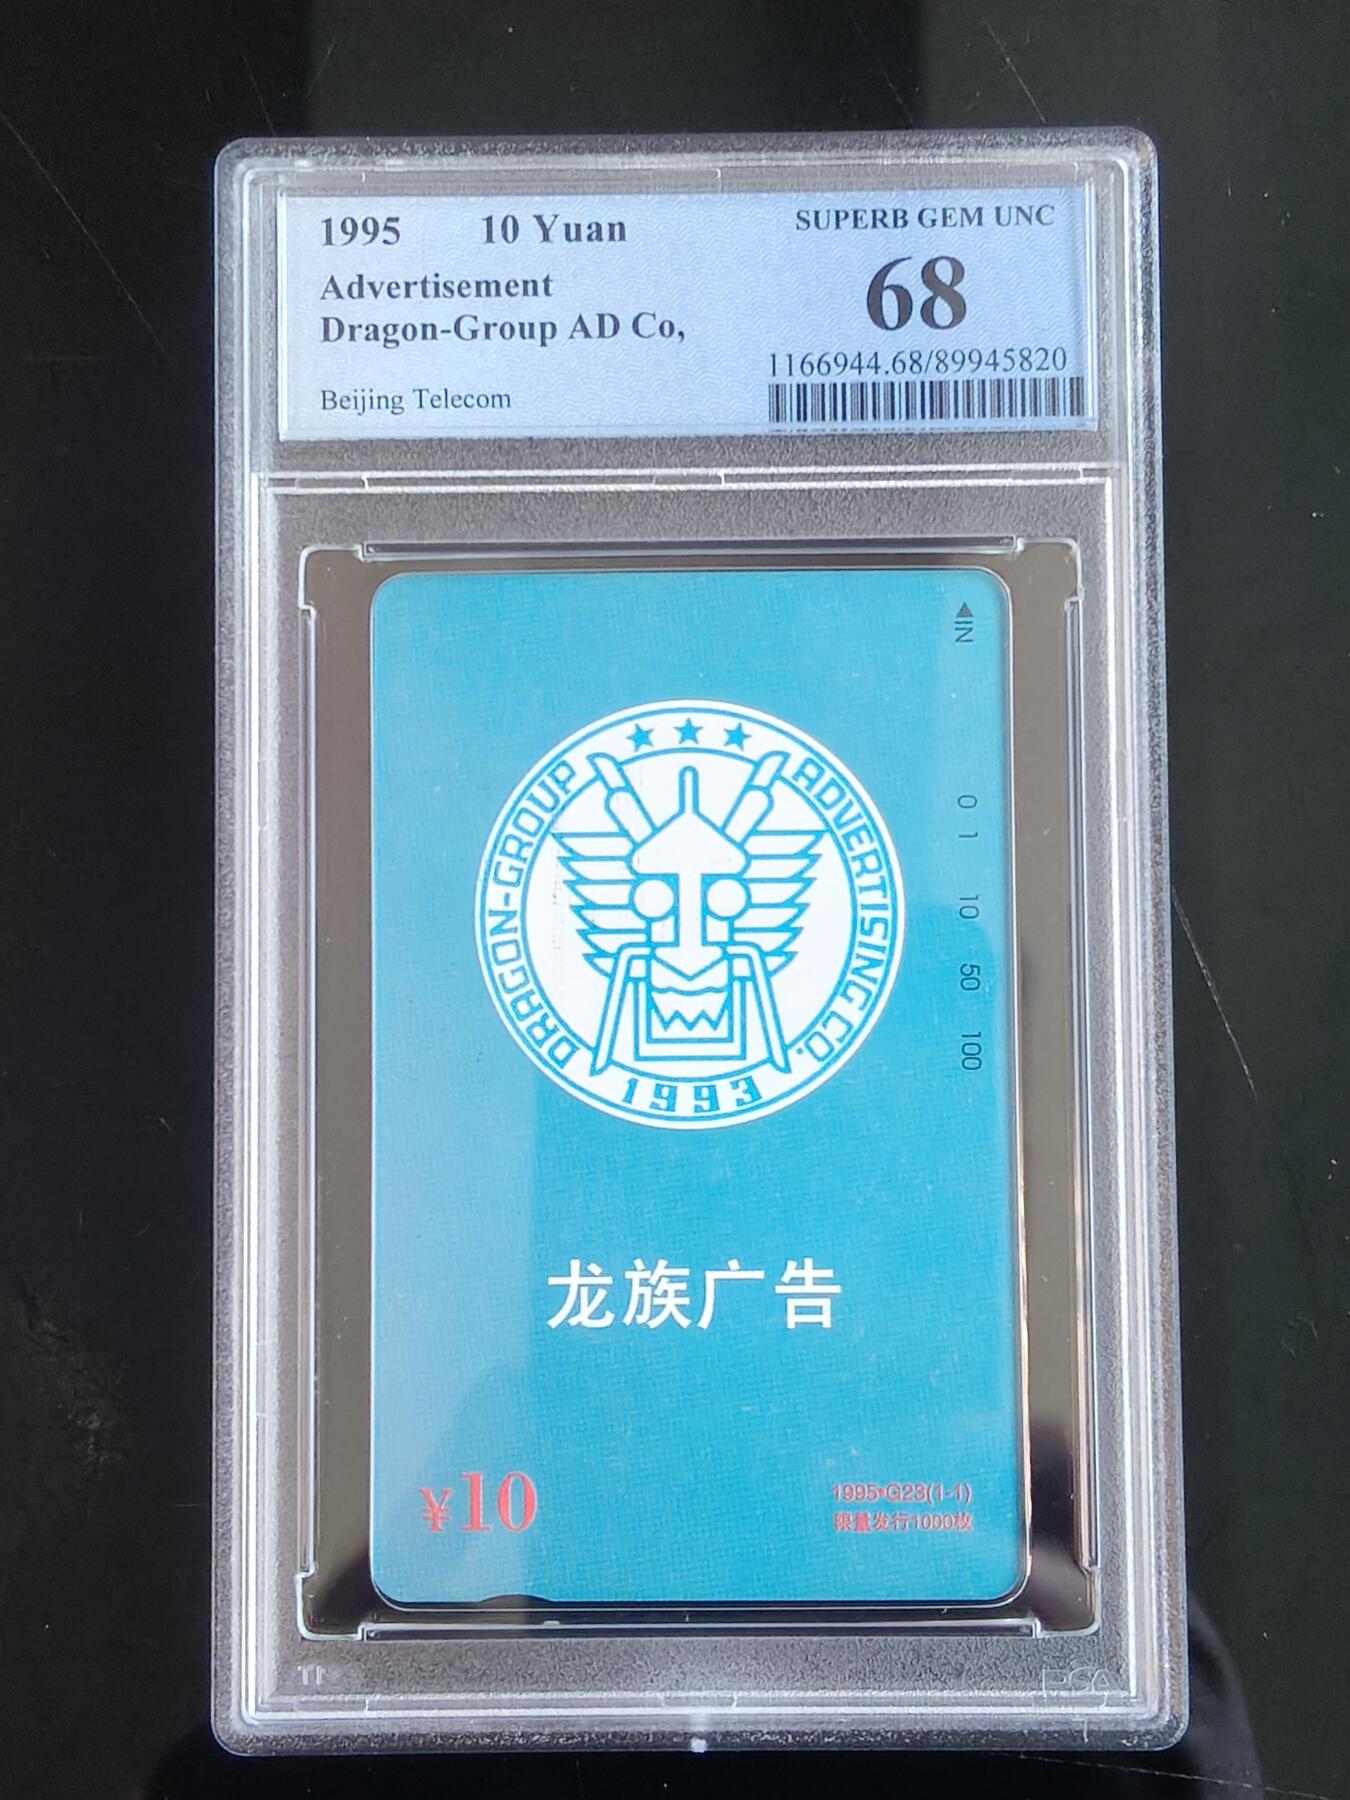 1995 10 Yuan
SUPERB GEM UNC
Advertisement
68
Dragon-Group AD Co,
1166944.68/89945820
Beijing Telecom
◀IN
0 1 10 50 100
★★★
DRAGON-GROUP ADVERTISING CO.
1993
龙族广告
¥10
1995•G23(1-1)
限量发行1000枚